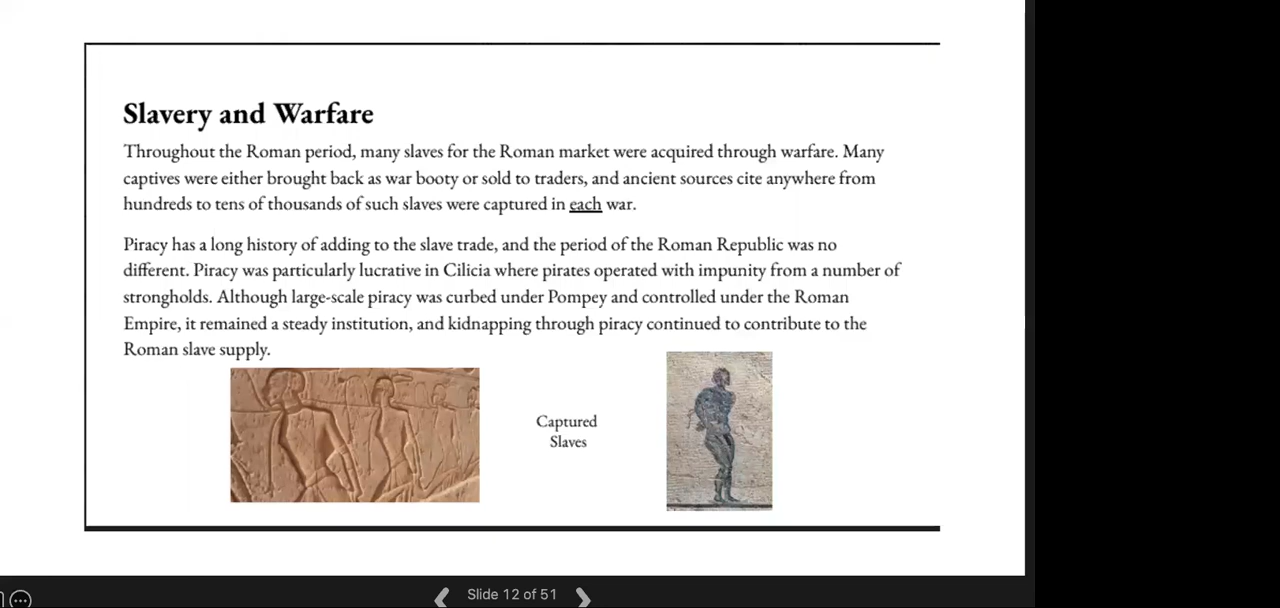 Slavery and Warfare
Throughout the Roman period, many slaves for the Roman market were acquired through warfare. Many
captives were either brought back as war booty or sold to traders, and ancient sources cite anywhere from
hundreds to tens of thousands of such slaves were captured in each war.
Piracy has a long history of adding to the slave trade, and the period of the Roman Republic was no
different. Piracy was particularly lucrative in Cilicia where pirates operated with impunity from a number of
strongholds. Although large-scale piracy was curbed under Pompey and controlled under the Roman
Empire, it remained a steady institution, and kidnapping through piracy continued to contribute to the
Roman slave supply.
Captured
Slaves
Slide 12 of 51